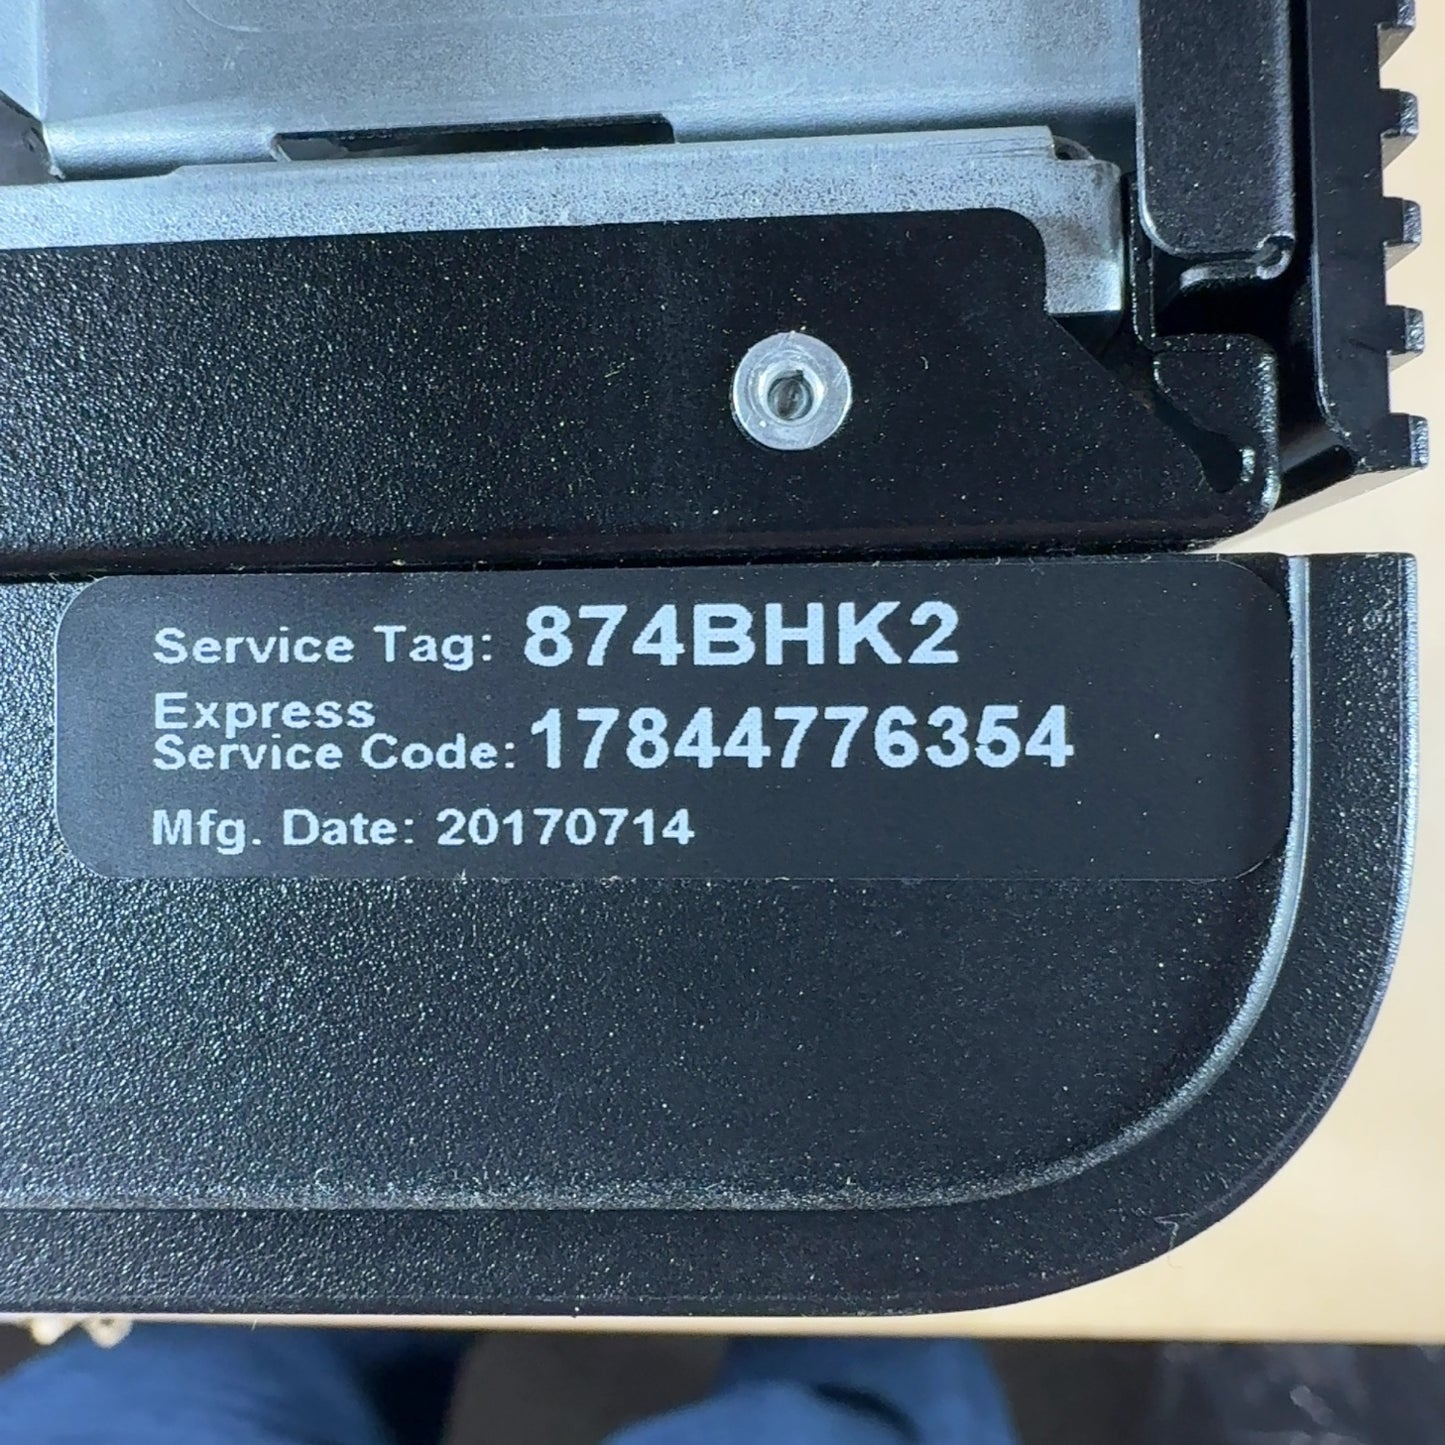 Service Tag: 874BHK2
Express
Service Code: 17844776354
Mfg. Date: 20170714